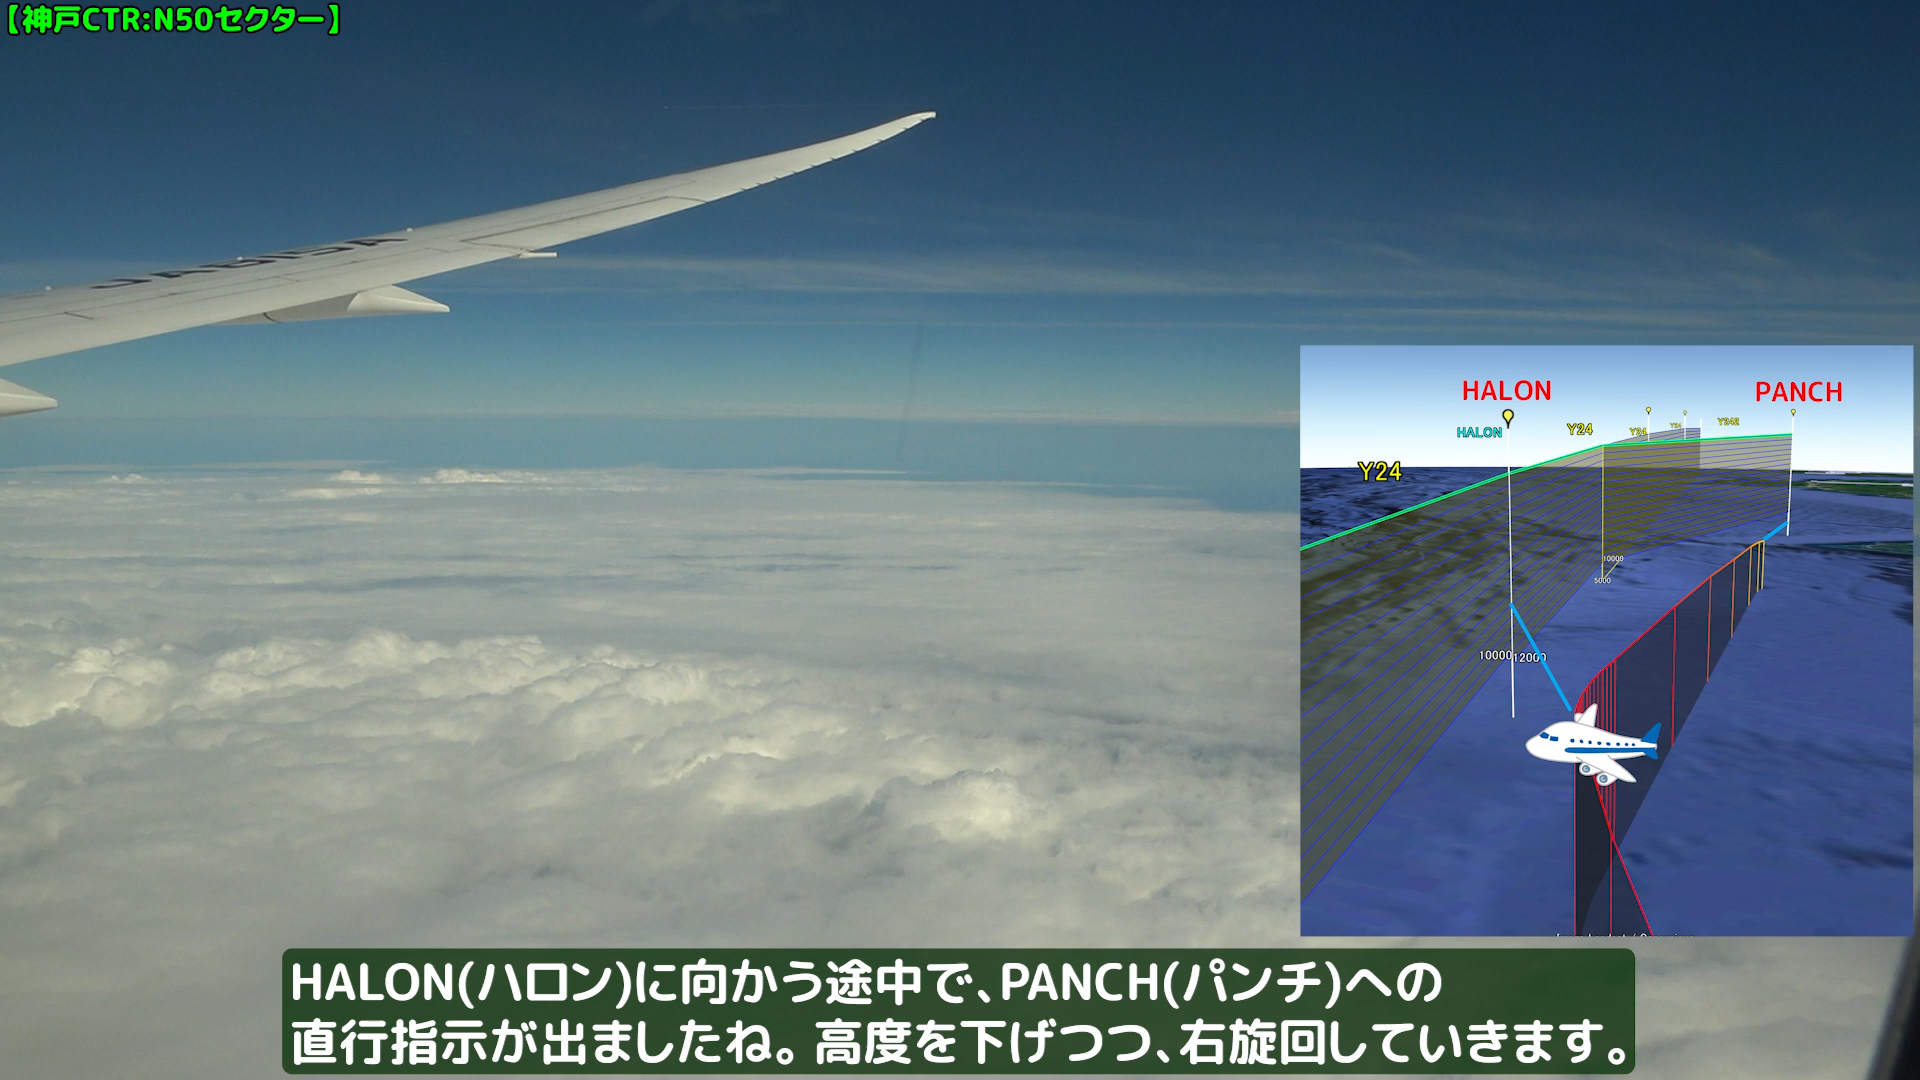 【神戸CTR:N50セクター】
HALON
PANCH
HALON
Y24
Y24
Y24
10000
5000
10000
12000
HALON(ハロン)に向かう途中で、PANCH(パンチ)への
直行指示が出ましたね。高度を下げつつ、右旋回していきます。